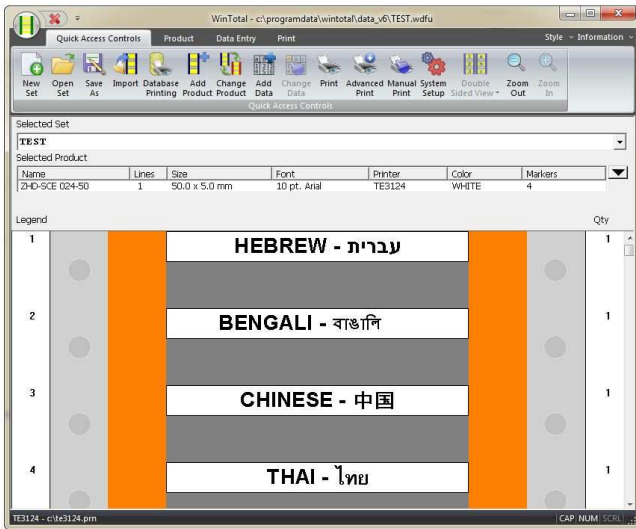 WinTotal - c:\programdata\wintotal\data_v6\TEST.wdfu
Quick Access Controls Product Data Entry Print Style Information
New Set Open Set Save As Import Database Printing Add Product Change Product Add Data Change Data Print Advanced Print Manual Print System Setup Double Sided View Zoom Out Zoom In
Quick Access Controls
Selected Set
TEST
Selected Product
Name Lines Size Font Printer Color Markers
ZHD-SCE 024-50 1 50.0 x 5.0 mm 10 pt. Arial TE3124 WHITE 4
Legend Qty
1 HEBREW - עברית 1
2 BENGALI - বাঙালি 1
3 CHINESE - 中国 1
4 THAI - ไทย 1
TE3124 - c:\te3124.prn CAP NUM SCRL